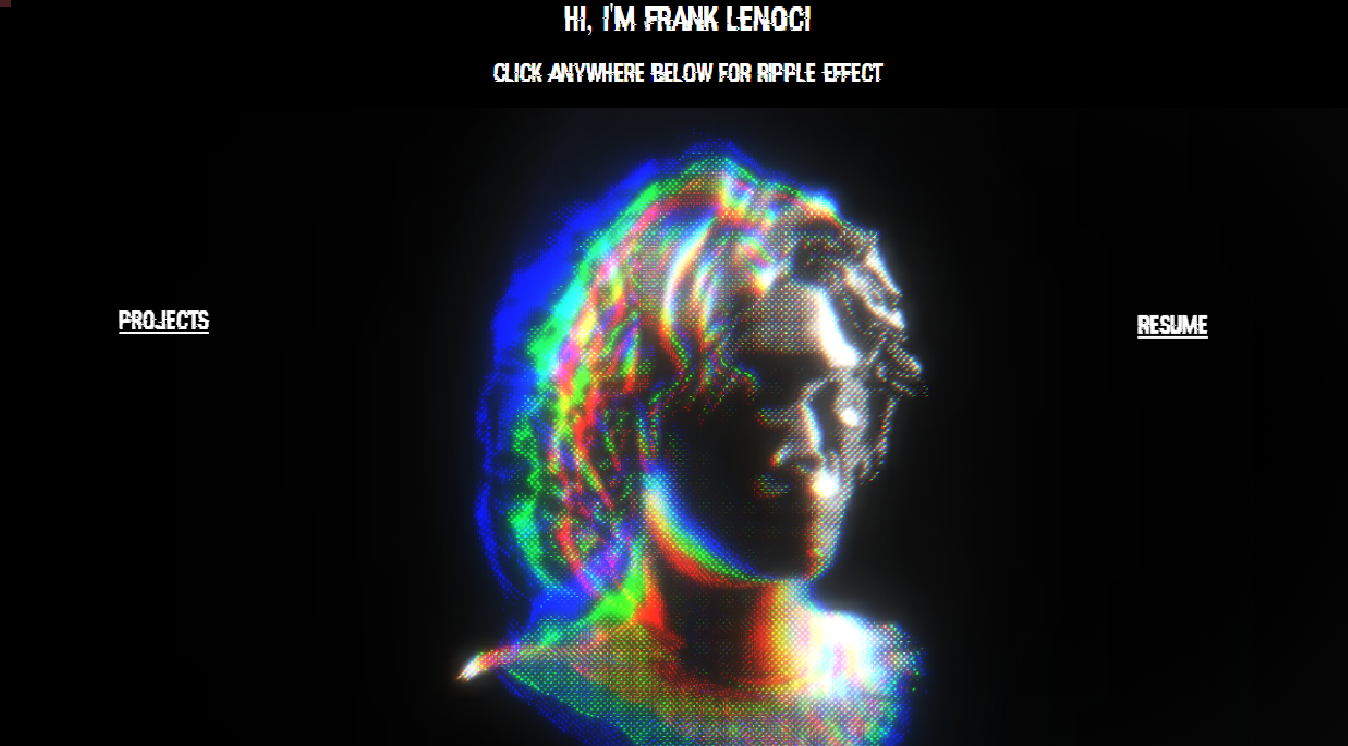 HI, I'M FRANK LENOCI
CLICK ANYWHERE BELOW FOR RIPPLE EFFECT
PROJECTS
RESUME